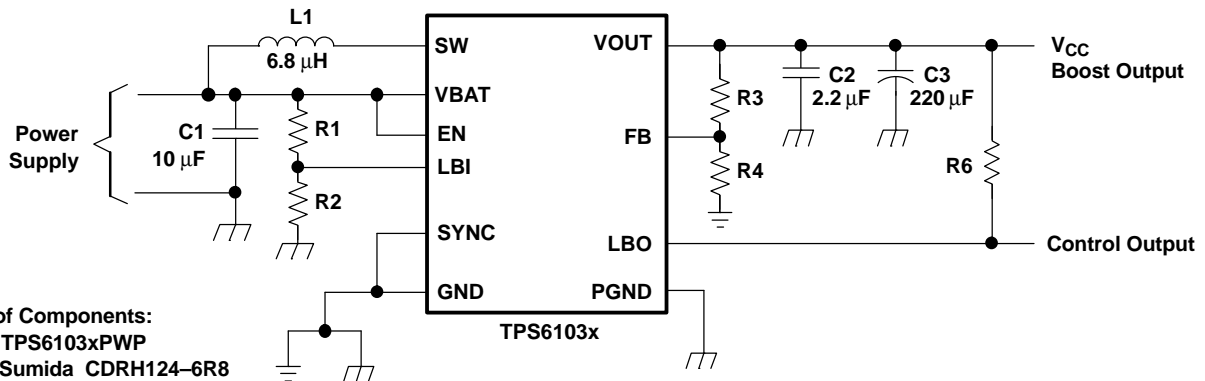 L1
6.8 μH
SW
VOUT
VCC
Boost Output
C2
2.2 μF
C3
220 μF
VBAT
R3
Power
Supply
C1
10 μF
R1
EN
FB
LBI
R4
R6
R2
SYNC
LBO
Control Output
GND
PGND
TPS6103x
of Components:
TPS6103xPWP
Sumida CDRH124–6R8